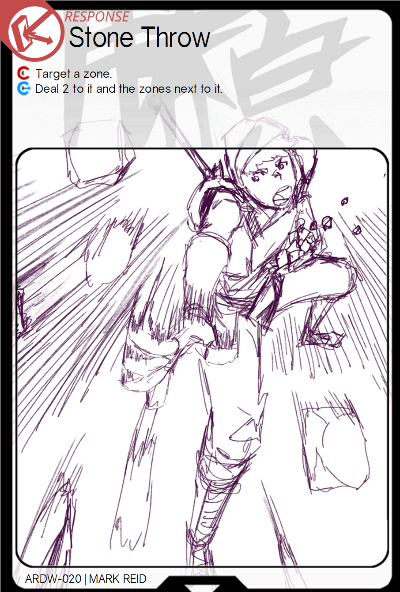 RESPONSE
Stone Throw
Target a zone.
Deal 2 to it and the zones next to it.
ARDW-020 | MARK REID